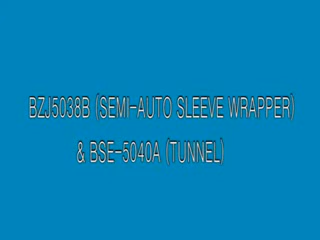 BZJ5038B (SEMI-AUTO SLEEVE WRAPPER)
& BSE-5040A (TUNNEL)